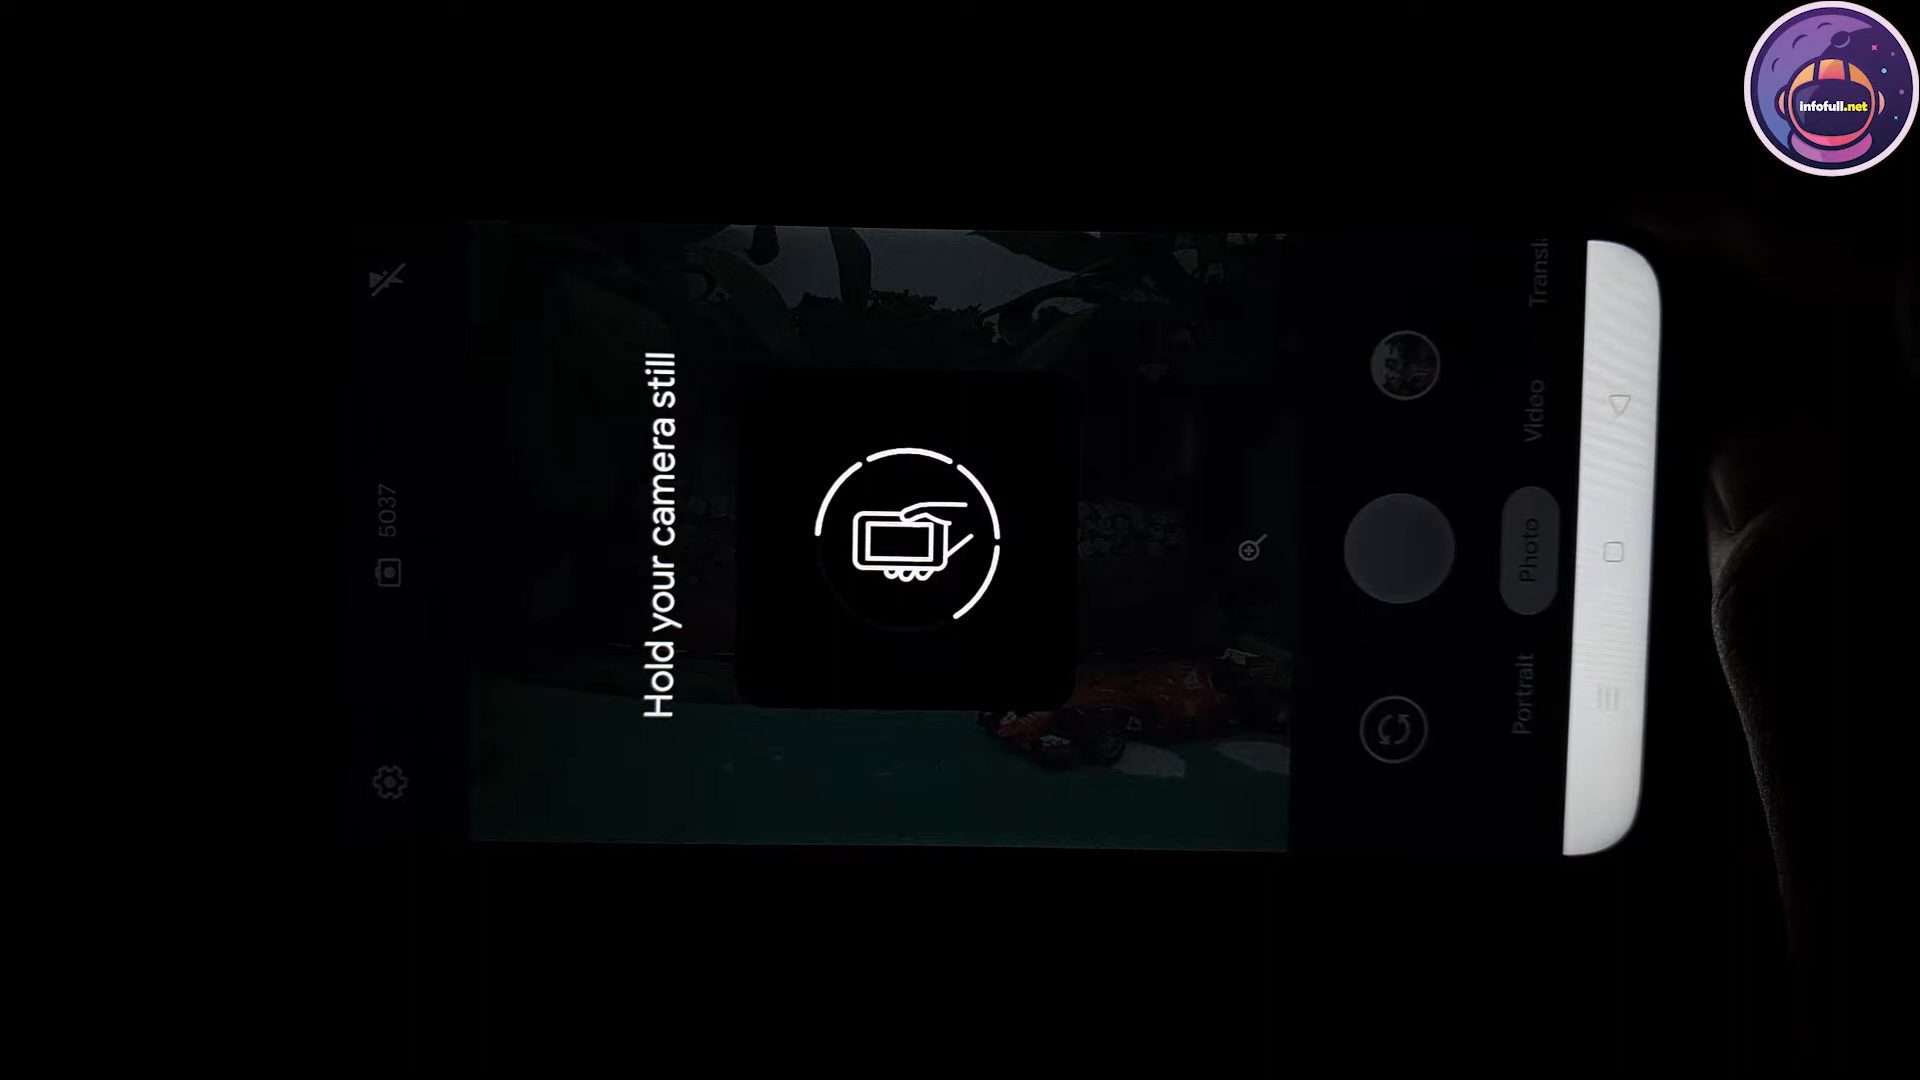 infofull.net
5037
Hold your camera still
Portrait
Photo
Video
Transl